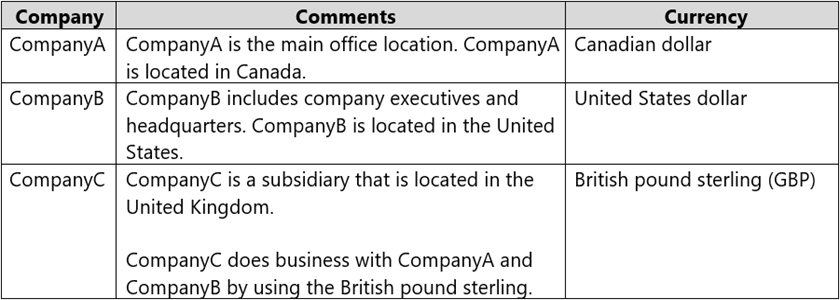 Company Comments Currency
CompanyA CompanyA is the main office location. CompanyA Canadian dollar
is located in Canada.
CompanyB CompanyB includes company executives and United States dollar
headquarters. CompanyB is located in the United
States.
CompanyC CompanyC is a subsidiary that is located in the British pound sterling (GBP)
United Kingdom.
CompanyC does business with CompanyA and
CompanyB by using the British pound sterling.